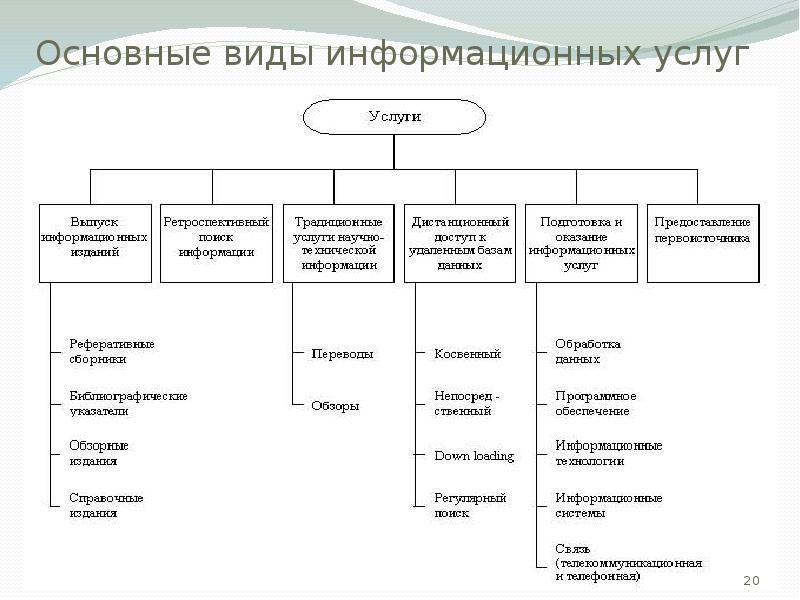 Основные виды информационных услуг
Услуги
Выпуск
информационных
изданий
Ретроспективный
поиск
информации
Традиционные
услуги научно-
технической
информации
Дистанционный
доступ к
удаленным базам
данных
Подготовка и
оказание
информационных
услуг
Предоставление
первоисточника
Реферативные
сборники
Библиографические
указатели
Обзорные
издания
Справочные
издания
Переводы
Обзоры
Косвенный
Непосред -
ственный
Down loading
Регулярный
поиск
Обработка
данных
Программное
обеспечение
Информационные
технологии
Информационные
системы
Связь
(телекоммуникационная
и телефонная)
20